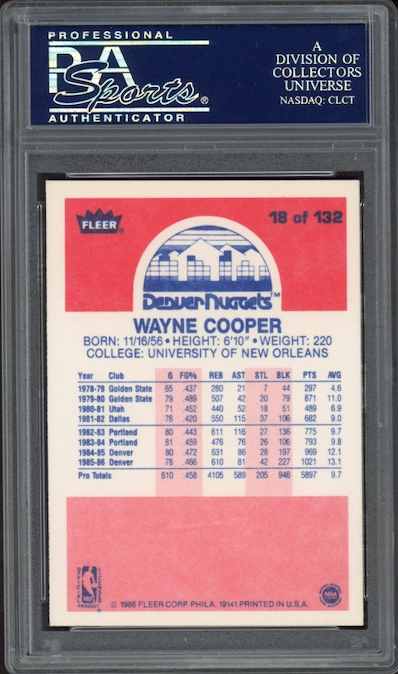 PROFESSIONAL
PSA
Sports®
AUTHENTICATOR
A
DIVISION OF
COLLECTORS
UNIVERSE
NASDAQ: CLCT
FLEER
18 of 132
Denver Nuggets™
WAYNE COOPER
BORN: 11/16/56 • HEIGHT: 6'10" • WEIGHT: 220
COLLEGE: UNIVERSITY OF NEW ORLEANS
Year Club G FG% REB AST STL BLK PTS AVG
1978-79 Golden State 65 .437 280 21 7 44 297 4.6
1979-80 Golden State 79 .489 507 42 20 79 871 11.0
1980-81 Utah 71 .452 440 52 18 51 489 6.9
1981-82 Dallas 76 .420 550 115 37 106 682 9.0
1982-83 Portland 80 .443 611 116 27 136 775 9.7
1983-84 Portland 81 .459 476 76 26 106 793 9.8
1984-85 Denver 80 .472 631 86 28 197 969 12.1
1985-86 Denver 78 .466 610 81 42 227 1021 13.1
Pro Totals 610 .458 4105 589 205 946 5897 9.7
© 1986 FLEER CORP. PHILA. 19141 PRINTED IN U.S.A.